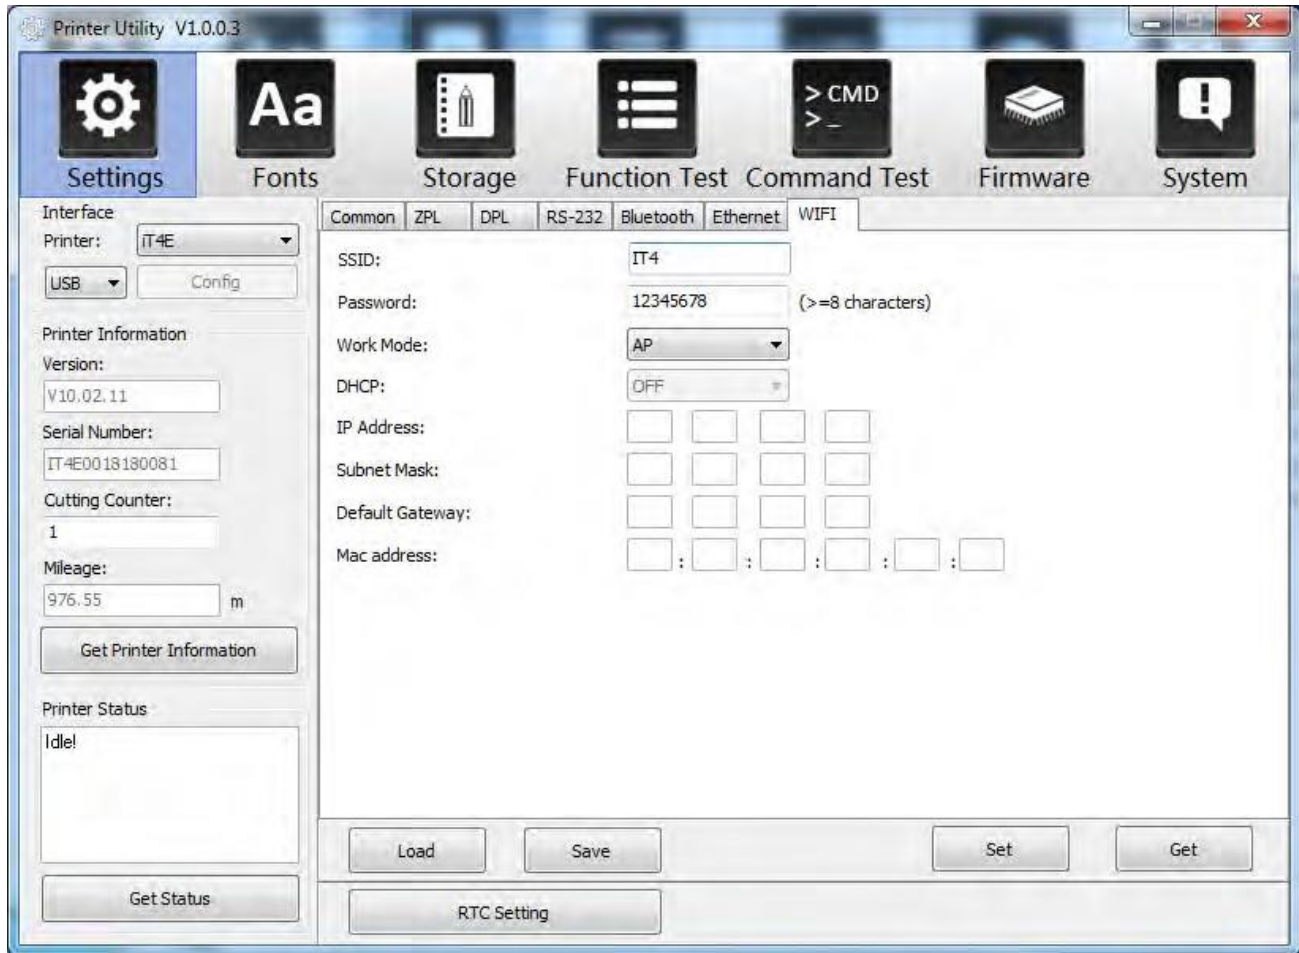 Printer Utility V1.0.0.3
Aa
> CMD
> _
Settings Fonts Storage Function Test Command Test Firmware System
Interface
Printer: iT4E
USB Config
Printer Information
Version:
V10.02.11
Serial Number:
IT4E0018180081
Cutting Counter:
1
Mileage:
976.55 m
Get Printer Information
Printer Status
Idle!
Get Status
Common ZPL DPL RS-232 Bluetooth Ethernet WIFI
SSID: IT4
Password: 12345678 (>=8 characters)
Work Mode: AP
DHCP: OFF
IP Address:
Subnet Mask:
Default Gateway:
Mac address: : : : : :
Load Save Set Get
RTC Setting